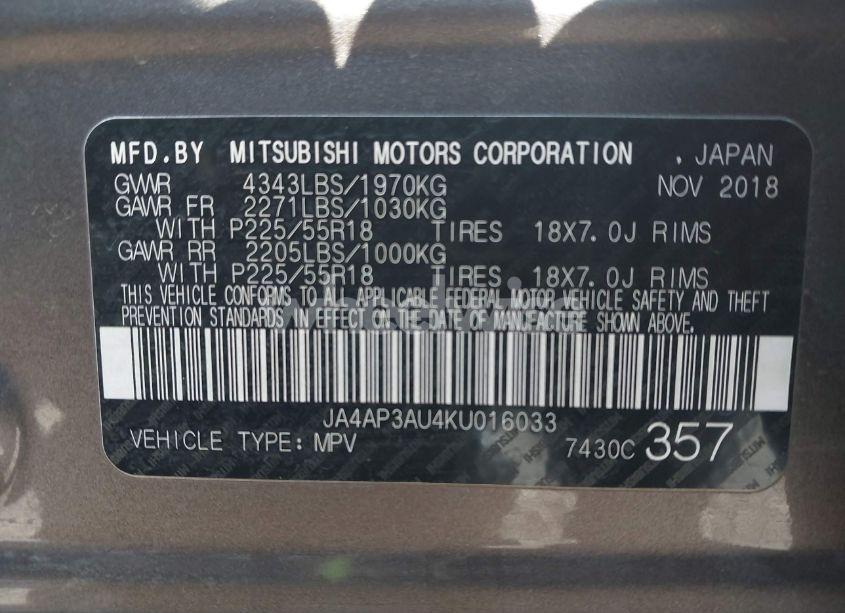 MFD.BY MITSUBISHI MOTORS CORPORATION . JAPAN
GVWR 4343LBS/1970KG NOV 2018
GAWR FR 2271LBS/1030KG
WITH P225/55R18 TIRES 18X7.0J RIMS
GAWR RR 2205LBS/1000KG
WITH P225/55R18 TIRES 18X7.0J RIMS
THIS VEHICLE CONFORMS TO ALL APPLICABLE FEDERAL MOTOR VEHICLE SAFETY AND THEFT
PREVENTION STANDARDS IN EFFECT ON THE DATE OF MANUFACTURE SHOWN ABOVE.
JA4AP3AU4KU016033
VEHICLE TYPE: MPV 7430C 357